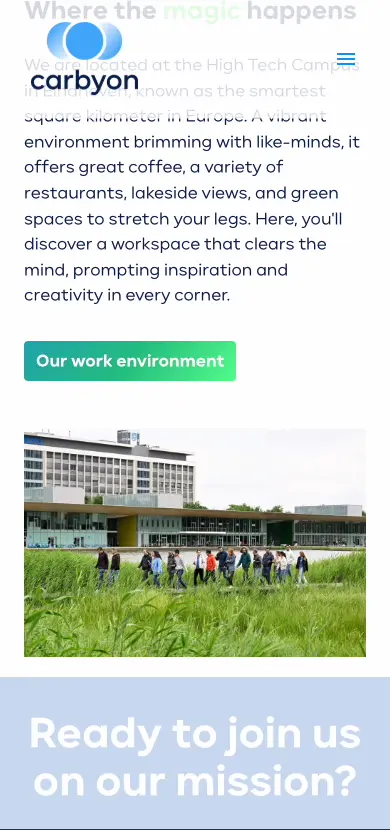 Where the magic happens
We are located at the High Tech Campus
carbyon
in Eindhoven, known as the smartest
square kilometer in Europe. A vibrant
environment brimming with like-minds, it
offers great coffee, a variety of
restaurants, lakeside views, and green
spaces to stretch your legs. Here, you'll
discover a workspace that clears the
mind, prompting inspiration and
creativity in every corner.
Our work environment
Ready to join us
on our mission?